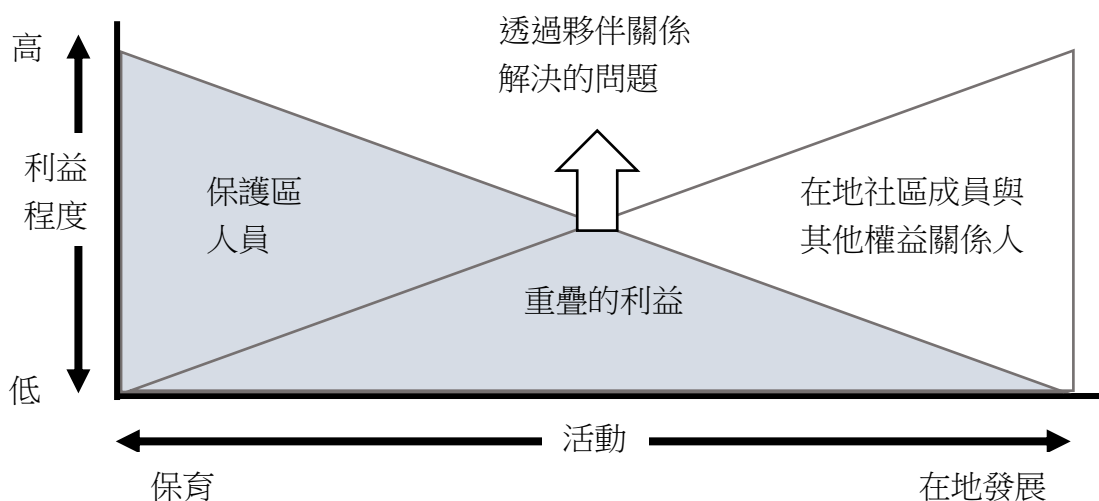 高
透過夥伴關係
解決的問題
利益
程度
保護區
人員
在地社區成員與
其他權益關係人
重疊的利益
低
活動
保育
在地發展